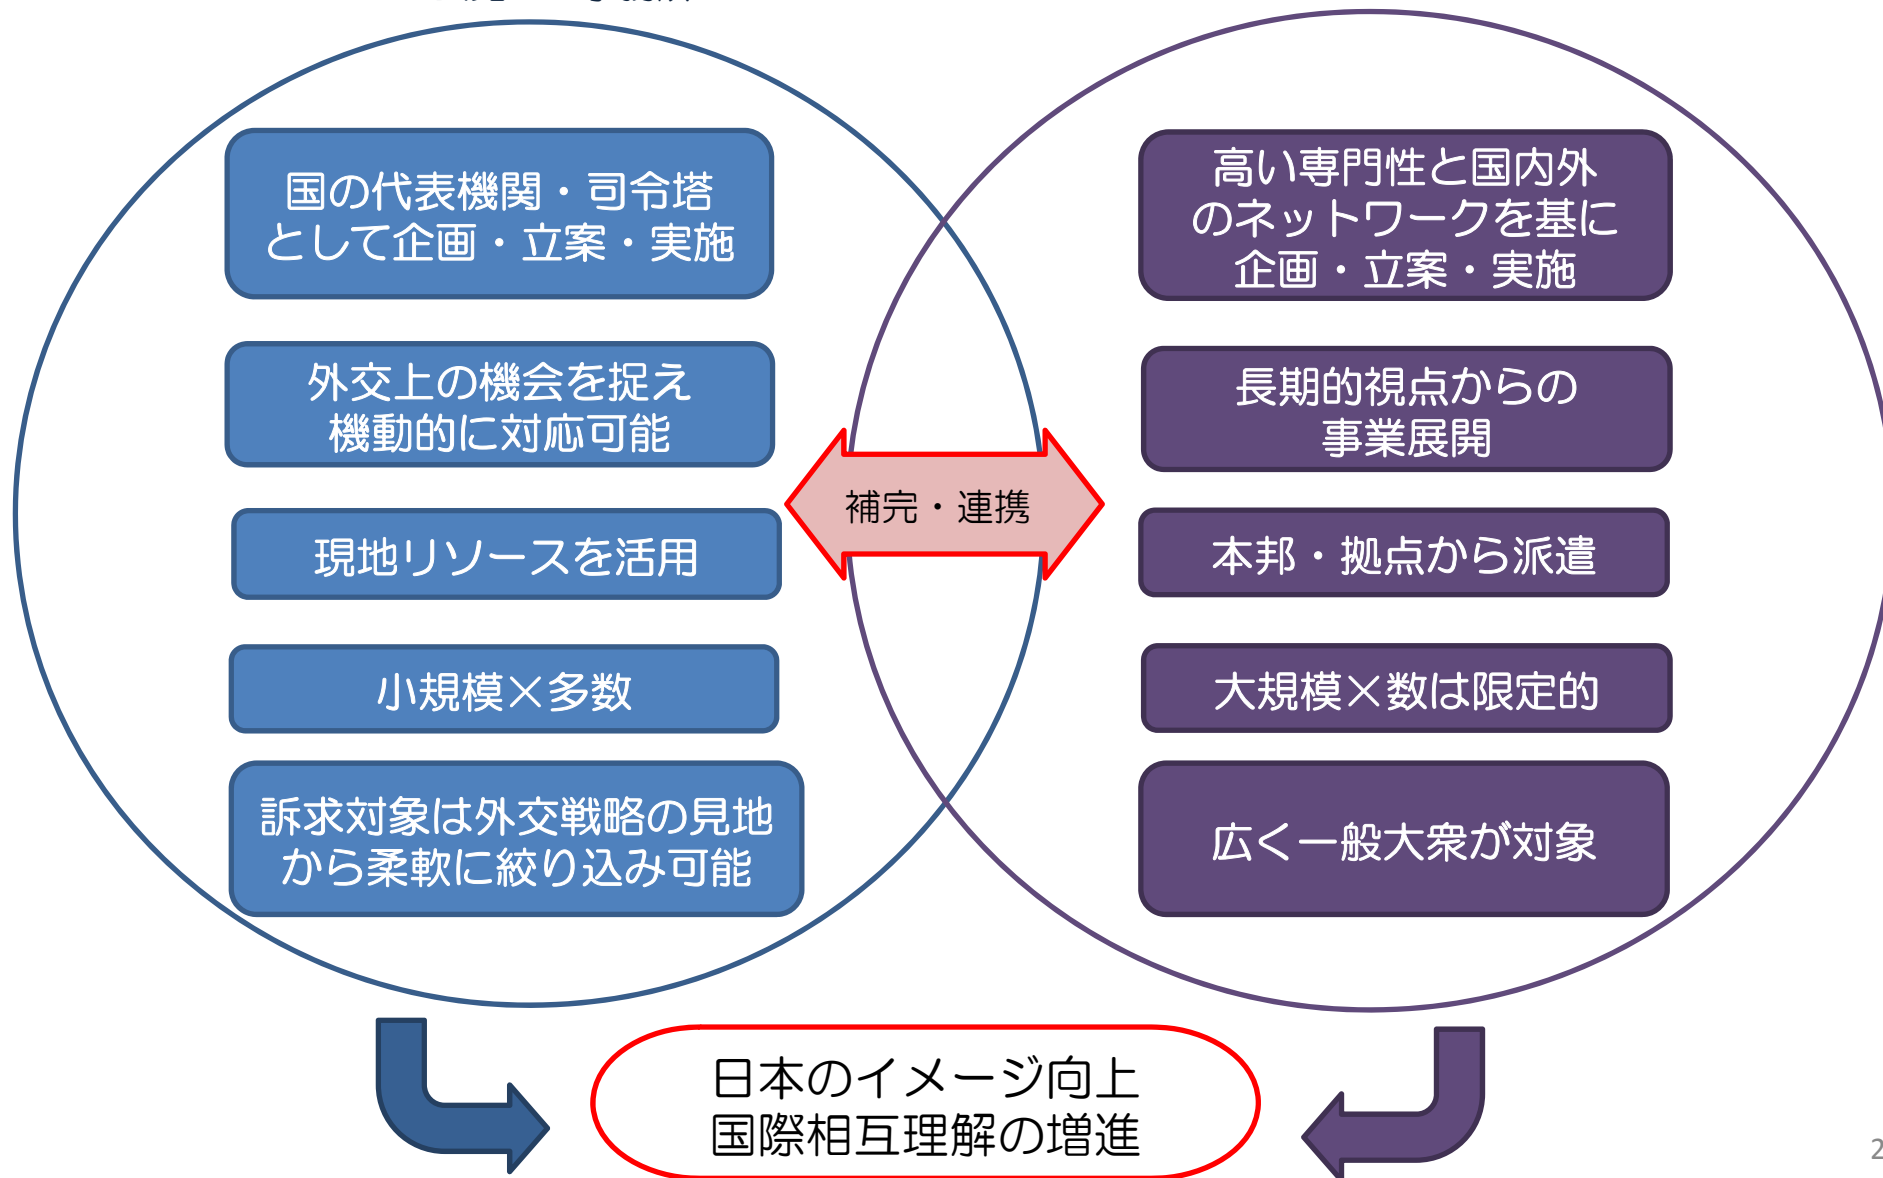 国の代表機関・司令塔
として企画・立案・実施
外交上の機会を捉え
機動的に対応可能
現地リソースを活用
小規模×多数
訴求対象は外交戦略の見地
から柔軟に絞り込み可能
補完・連携
高い専門性と国内外
のネットワークを基に
企画・立案・実施
長期的視点からの
事業展開
本邦・拠点から派遣
大規模×数は限定的
広く一般大衆が対象
日本のイメージ向上
国際相互理解の増進
2